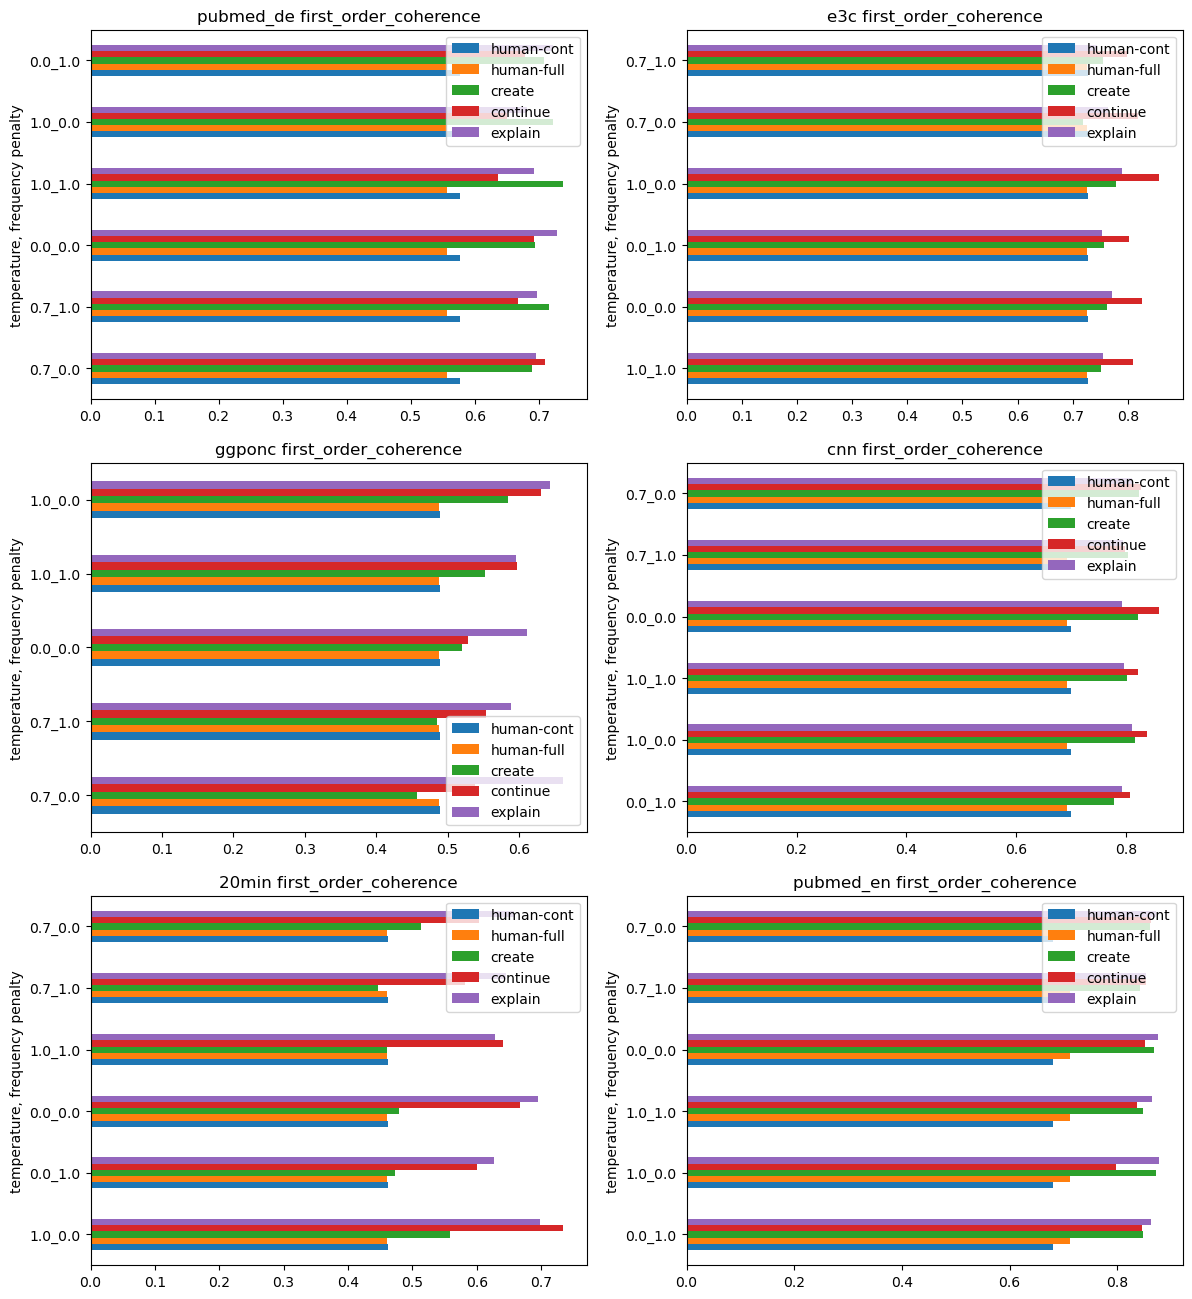 pubmed_de first_order_coherence
temperature, frequency penalty
0.0_1.0
1.0_0.0
1.0_1.0
0.0_0.0
0.7_1.0
0.7_0.0
human-cont
human-full
create
continue
explain
0.0 0.1 0.2 0.3 0.4 0.5 0.6 0.7
e3c first_order_coherence
temperature, frequency penalty
0.7_1.0
0.7_0.0
1.0_0.0
0.0_1.0
0.0_0.0
1.0_1.0
human-cont
human-full
create
continue
explain
0.0 0.1 0.2 0.3 0.4 0.5 0.6 0.7 0.8
ggponc first_order_coherence
temperature, frequency penalty
1.0_0.0
1.0_1.0
0.0_0.0
0.7_1.0
0.7_0.0
human-cont
human-full
create
continue
explain
0.0 0.1 0.2 0.3 0.4 0.5 0.6
cnn first_order_coherence
temperature, frequency penalty
0.7_0.0
0.7_1.0
0.0_0.0
1.0_1.0
1.0_0.0
0.0_1.0
human-cont
human-full
create
continue
explain
0.0 0.2 0.4 0.6 0.8
20min first_order_coherence
temperature, frequency penalty
0.7_0.0
0.7_1.0
1.0_1.0
0.0_0.0
0.0_1.0
1.0_0.0
human-cont
human-full
create
continue
explain
0.0 0.1 0.2 0.3 0.4 0.5 0.6 0.7
pubmed_en first_order_coherence
temperature, frequency penalty
0.7_0.0
0.7_1.0
0.0_0.0
1.0_1.0
1.0_0.0
0.0_1.0
human-cont
human-full
create
continue
explain
0.0 0.2 0.4 0.6 0.8